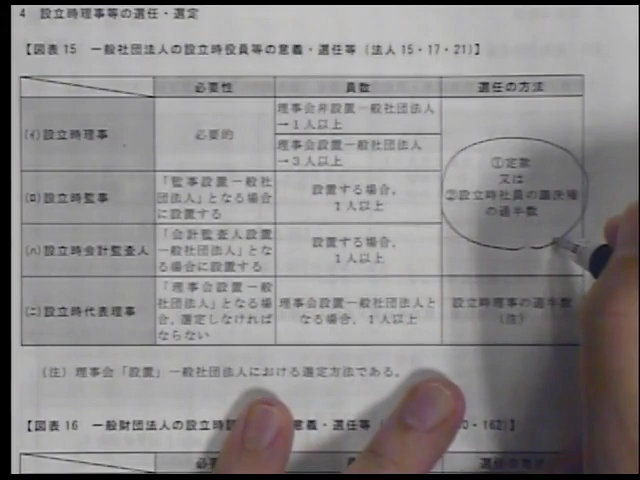 4 設立時理事等の選任・選定
【図表15 一般社団法人の設立時役員等の意義・選任等（法人15・17・21）】
必要性 員数 選任の方法
(イ)設立時理事
必要的
理事会非設置一般社団法人
→1人以上
理事会設置一般社団法人
→3人以上
①定款
又は
②設立時社員の議決権
の過半数
(ロ)設立時監事
「監事設置一般社
団法人」となる場合
に設置する
設置する場合、
1人以上
(ハ)設立時会計監査人
「会計監査人設置
一般社団法人」とな
る場合に設置する
設置する場合、
1人以上
(ニ)設立時代表理事
「理事会設置一般
社団法人」となる場
合、選定しなければ
ならない
理事会設置一般社団法人と
なる場合、1人以上
設立時理事の過半数
（注）
（注）理事会「設置」一般社団法人における選定方法である。
【図表16 一般財団法人の設立時 意義・選任等（ ・162）】